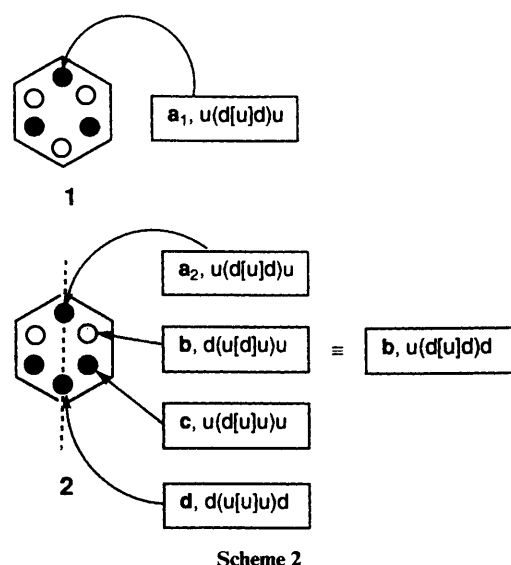 a₁, u(d[u]d)u
1
a₂, u(d[u]d)u
b, d(u[d]u)u ≡ b, u(d[u]d)d
c, u(d[u]u)u
2
d, d(u[u]u)d
Scheme 2